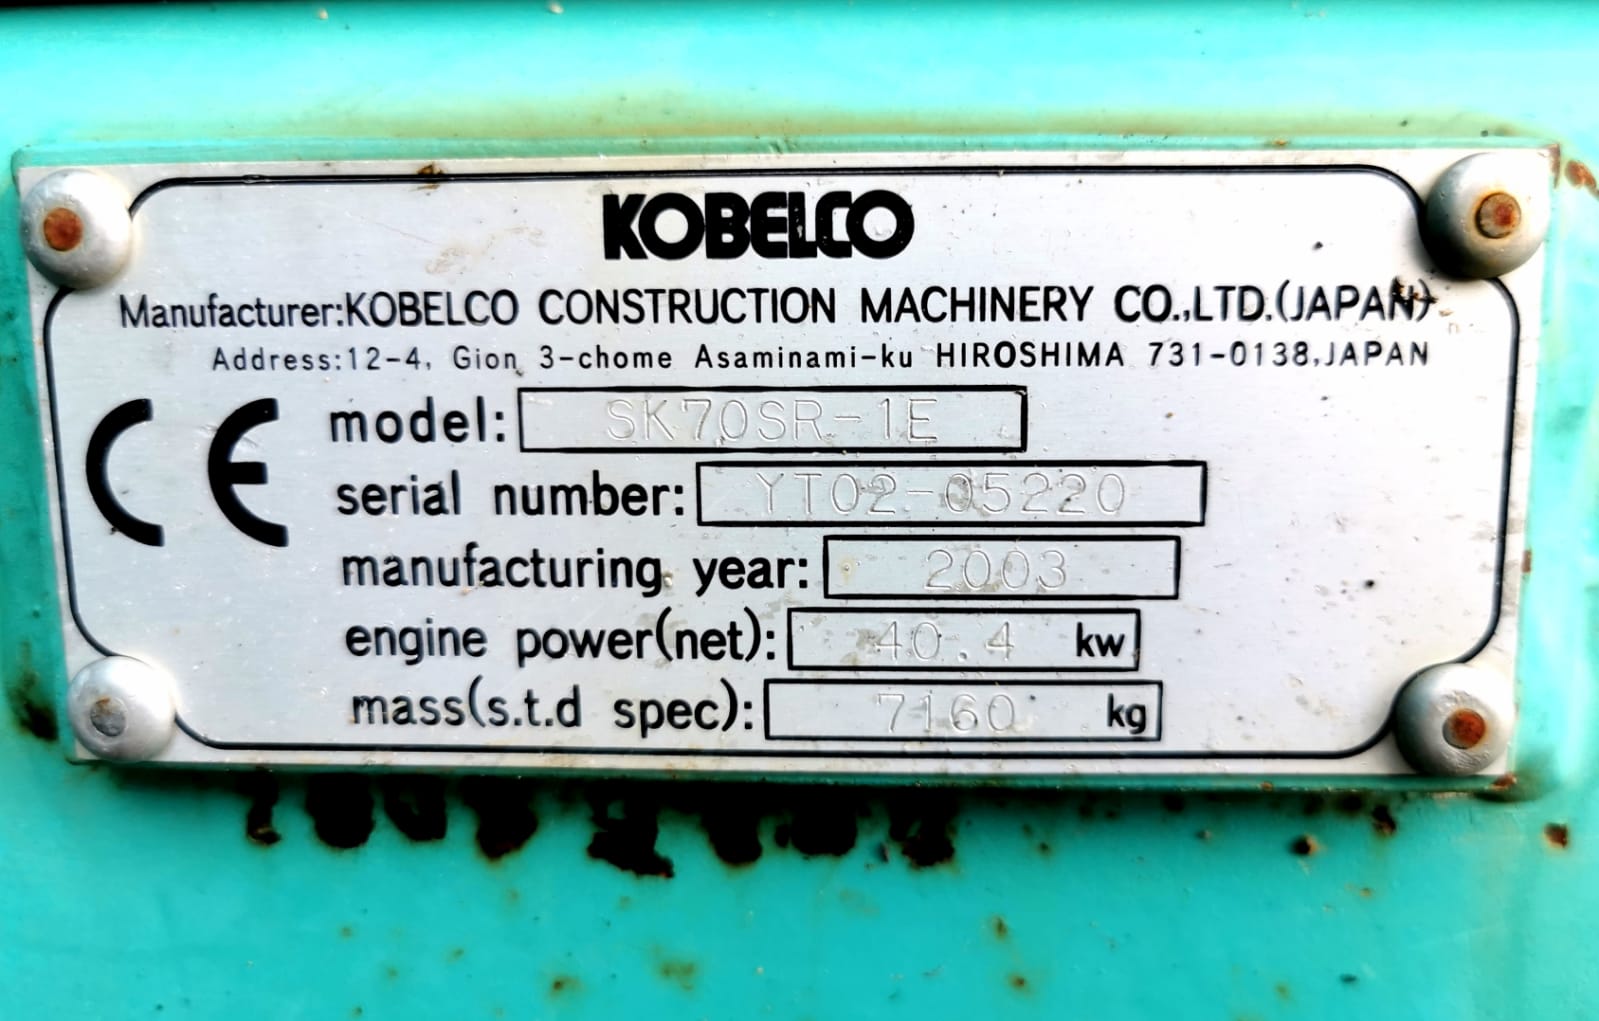 KOBELCO
Manufacturer:KOBELCO CONSTRUCTION MACHINERY CO.,LTD.(JAPAN)
Address:12-4, Gion 3-chome Asaminami-ku HIROSHIMA 731-0138,JAPAN
CE
model: SK70SR-1E
serial number: YT02-05220
manufacturing year: 2003
engine power(net): 40.4 kw
mass(s.t.d spec): 7160 kg